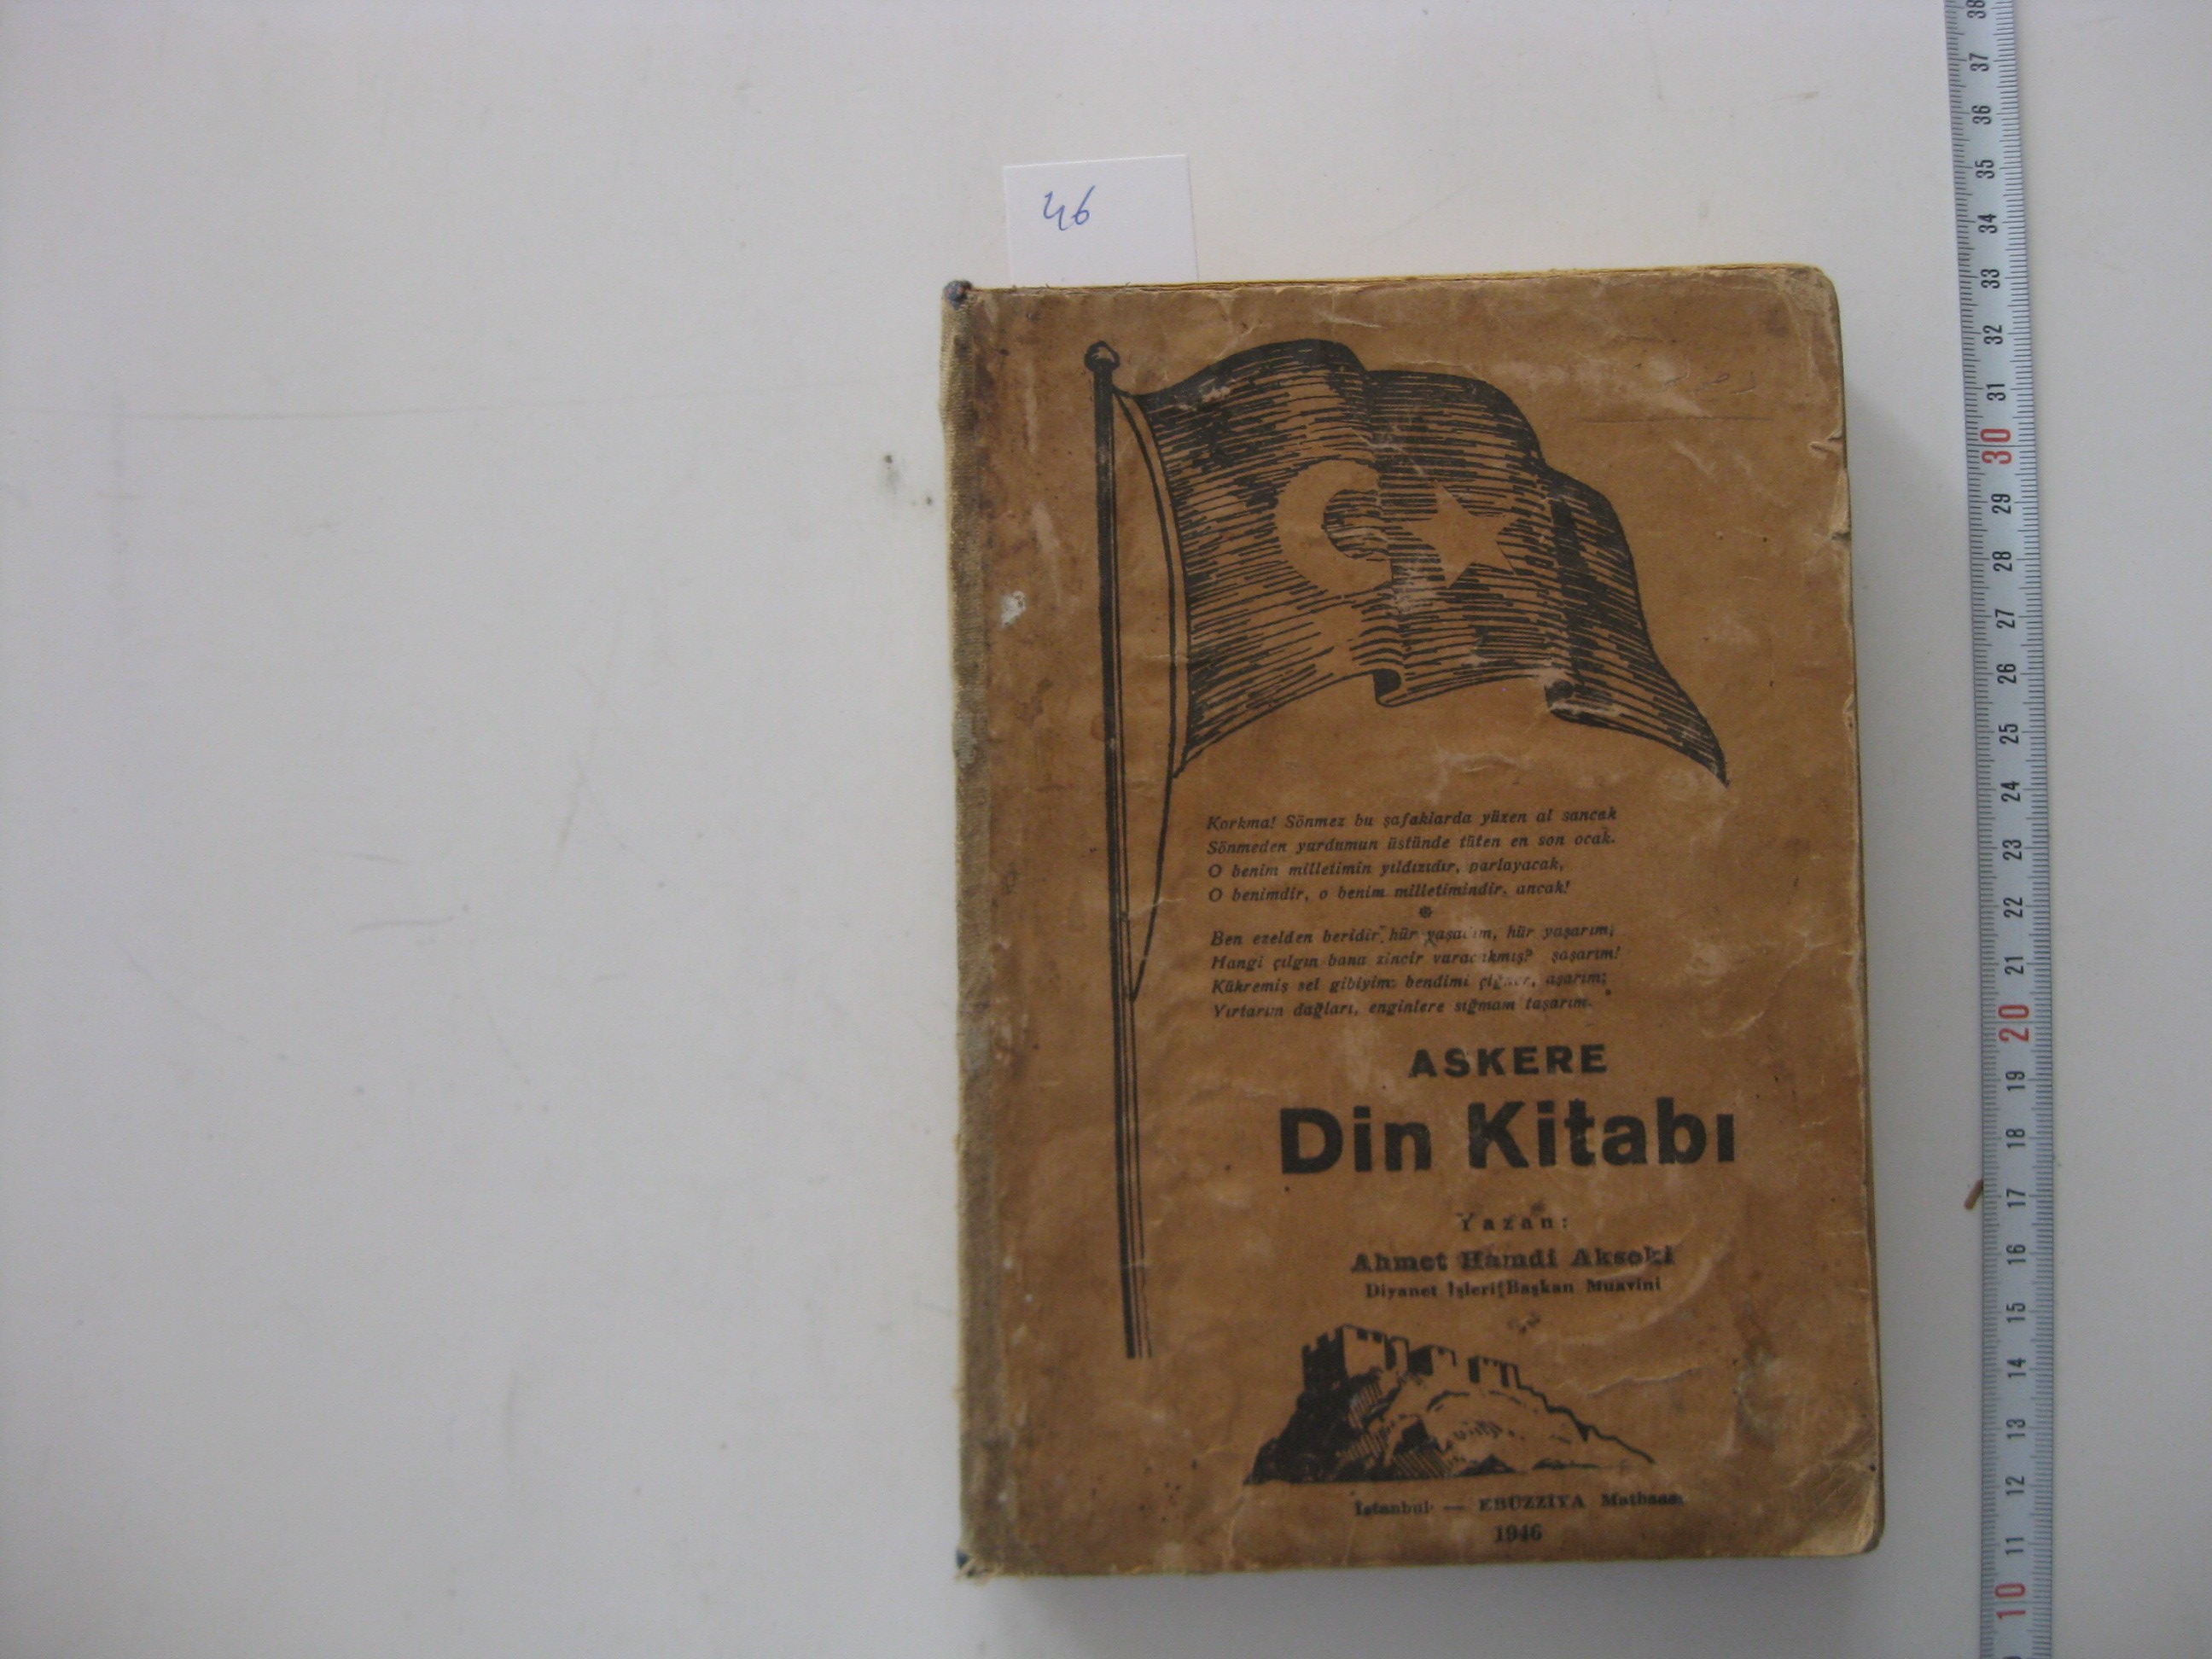 46
Korkma! Sönmez bu şafaklarda yüzen al sancak
Sönmeden yurdumun üstünde tüten en son ocak.
O benim milletimin yıldızıdır, parlayacak,
O benimdir, o benim milletimindir, ancak!
Ben ezelden beridir hür yaşadım, hür yaşarım;
Hangi çılgın bana zincir vuracakmış? şaşarım!
Kükremiş sel gibiyim: bendimi çiğner, aşarım;
Yırtarım dağları, enginlere sığmam taşarım.
ASKERE
Din Kitabı
Yazan:
Ahmet Hamdi Akseki
Diyanet İşleri Başkan Muavini
İstanbul — EBÜZZİYA Matbaası
1946
38
37
36
35
34
33
32
31
30
29
28
27
26
25
24
23
22
21
20
19
18
17
16
15
14
13
12
11
10